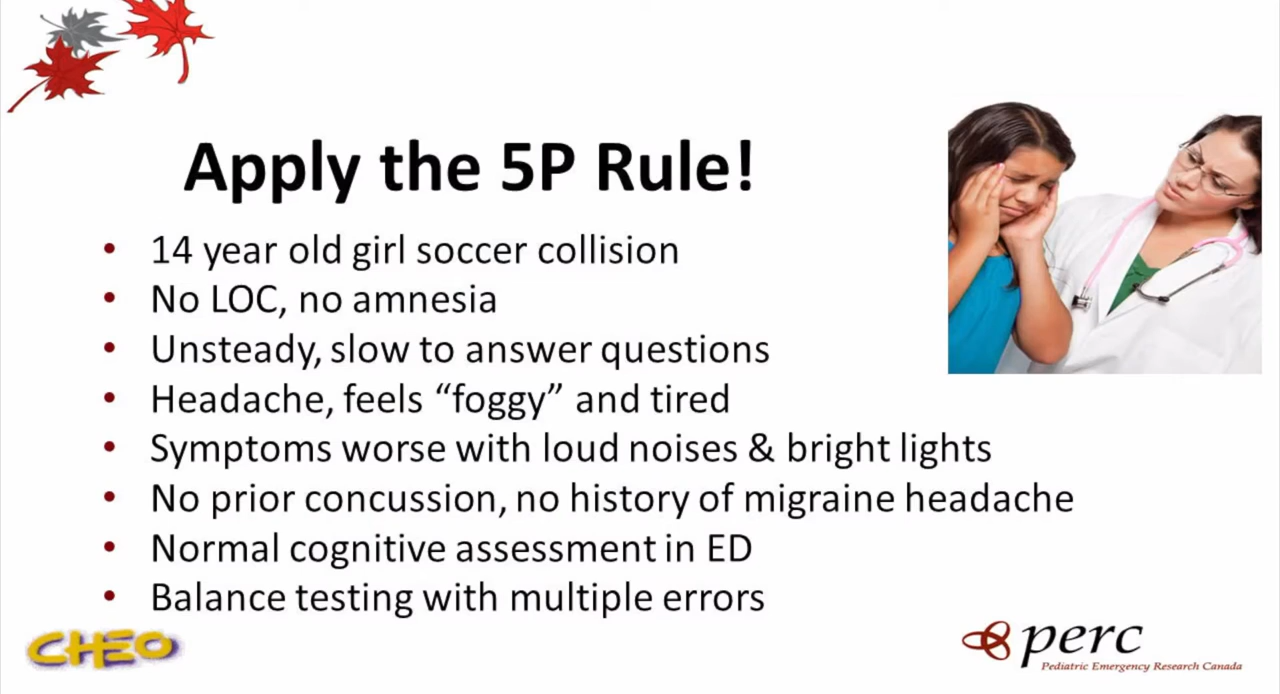 Apply the 5P Rule!
• 14 year old girl soccer collision
• No LOC, no amnesia
• Unsteady, slow to answer questions
• Headache, feels “foggy” and tired
• Symptoms worse with loud noises & bright lights
• No prior concussion, no history of migraine headache
• Normal cognitive assessment in ED
• Balance testing with multiple errors
CHEO
perc
Pediatric Emergency Research Canada